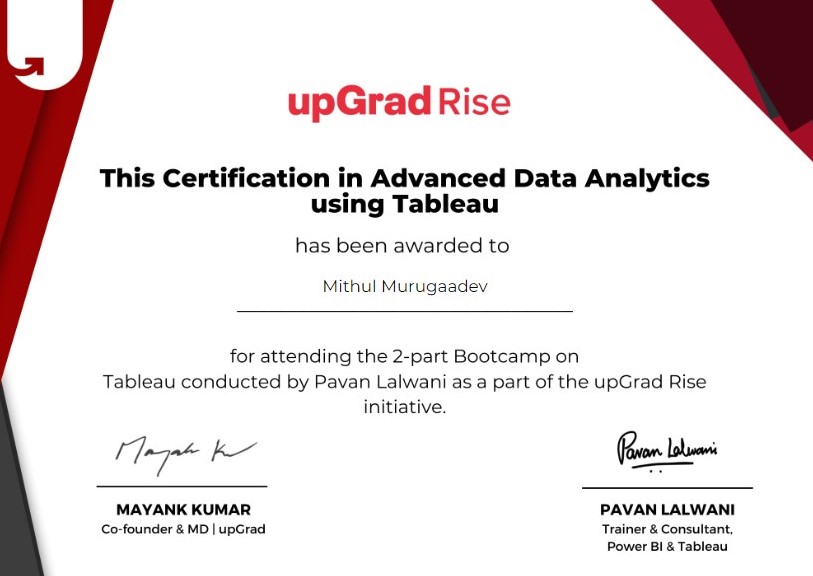 upGrad Rise
This Certification in Advanced Data Analytics
using Tableau
has been awarded to
Mithul Murugaadev
for attending the 2-part Bootcamp on
Tableau conducted by Pavan Lalwani as a part of the upGrad Rise
initiative.
Mayank K
Pavan Lalwani
MAYANK KUMAR
Co-founder & MD | upGrad
PAVAN LALWANI
Trainer & Consultant,
Power BI & Tableau